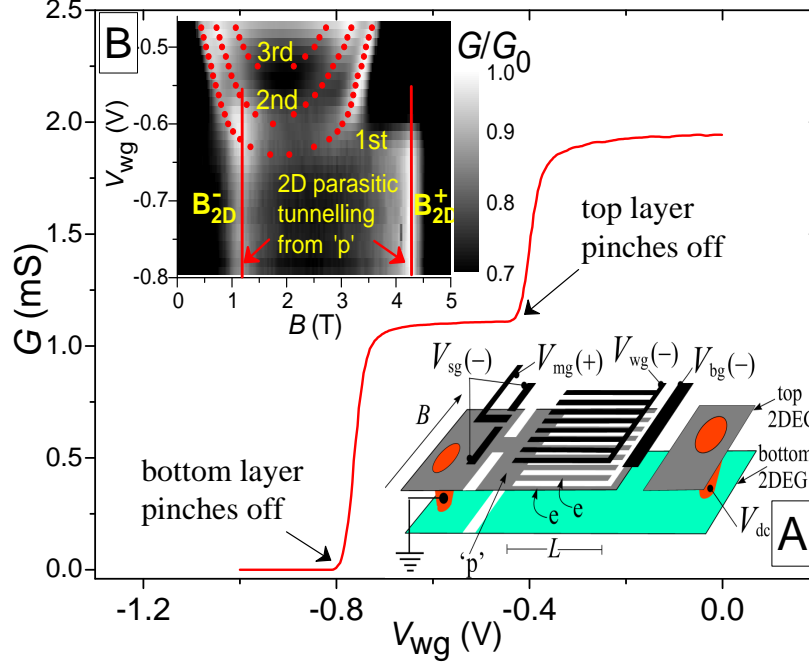 2.5
2.0
1.5
1.0
0.5
0.0
G (mS)
-1.2
-0.8
-0.4
0.0
V_wg (V)
B
-0.5
-0.6
-0.7
-0.8
V_wg (V)
0
1
2
3
4
5
B (T)
3rd
2nd
1st
B_2D^-
B_2D^+
2D parasitic
tunnelling
from 'p'
G/G_0
1.0
0.9
0.8
0.7
top layer
pinches off
bottom layer
pinches off
V_sg(-)
V_mg(+)
V_wg(-)
V_bg(-)
B
top
2DEG
bottom
2DEG
e
e
'p'
L
V_dc
A